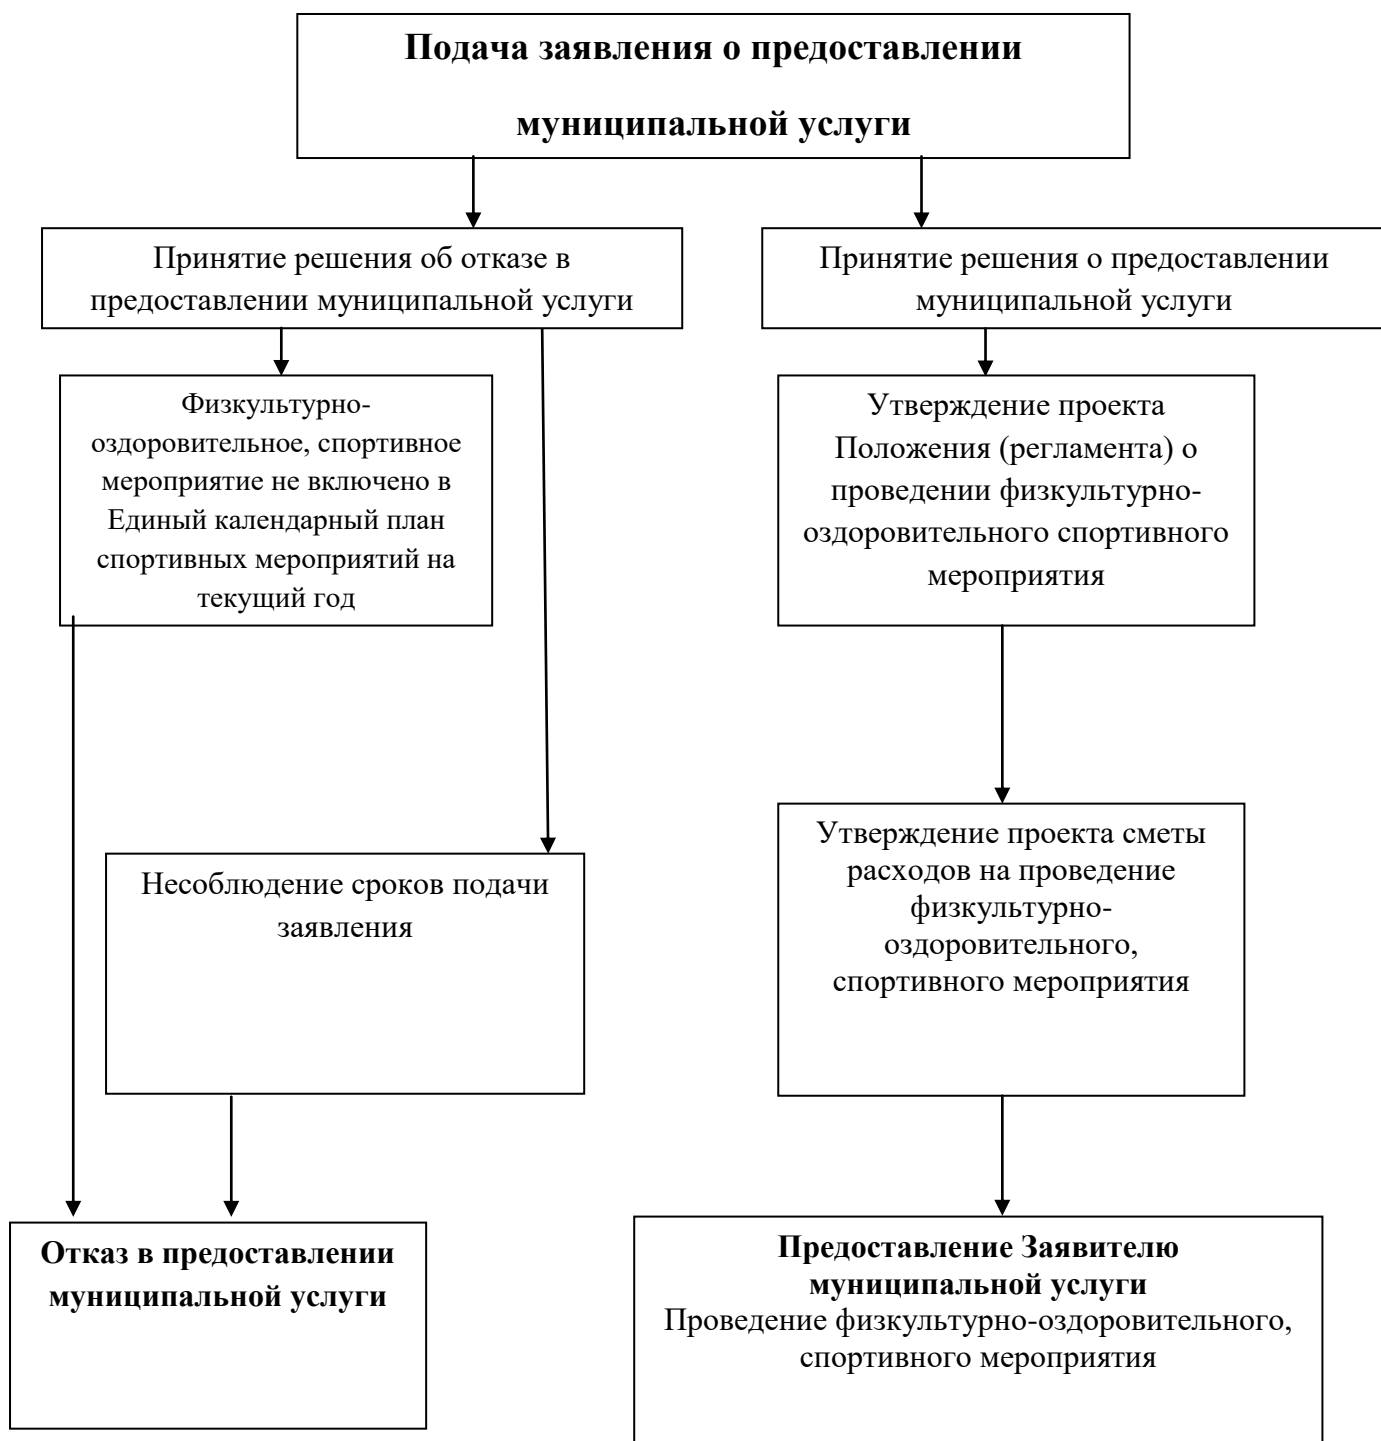 Подача заявления о предоставлении
муниципальной услуги
Принятие решения об отказе в
предоставлении муниципальной услуги
Принятие решения о предоставлении
муниципальной услуги
Физкультурно-
оздоровительное, спортивное
мероприятие не включено в
Единый календарный план
спортивных мероприятий на
текущий год
Утверждение проекта
Положения (регламента) о
проведении физкультурно-
оздоровительного спортивного
мероприятия
Несоблюдение сроков подачи
заявления
Утверждение проекта сметы
расходов на проведение
физкультурно-
оздоровительного,
спортивного мероприятия
Отказ в предоставлении
муниципальной услуги
Предоставление Заявителю
муниципальной услуги
Проведение физкультурно-оздоровительного,
спортивного мероприятия